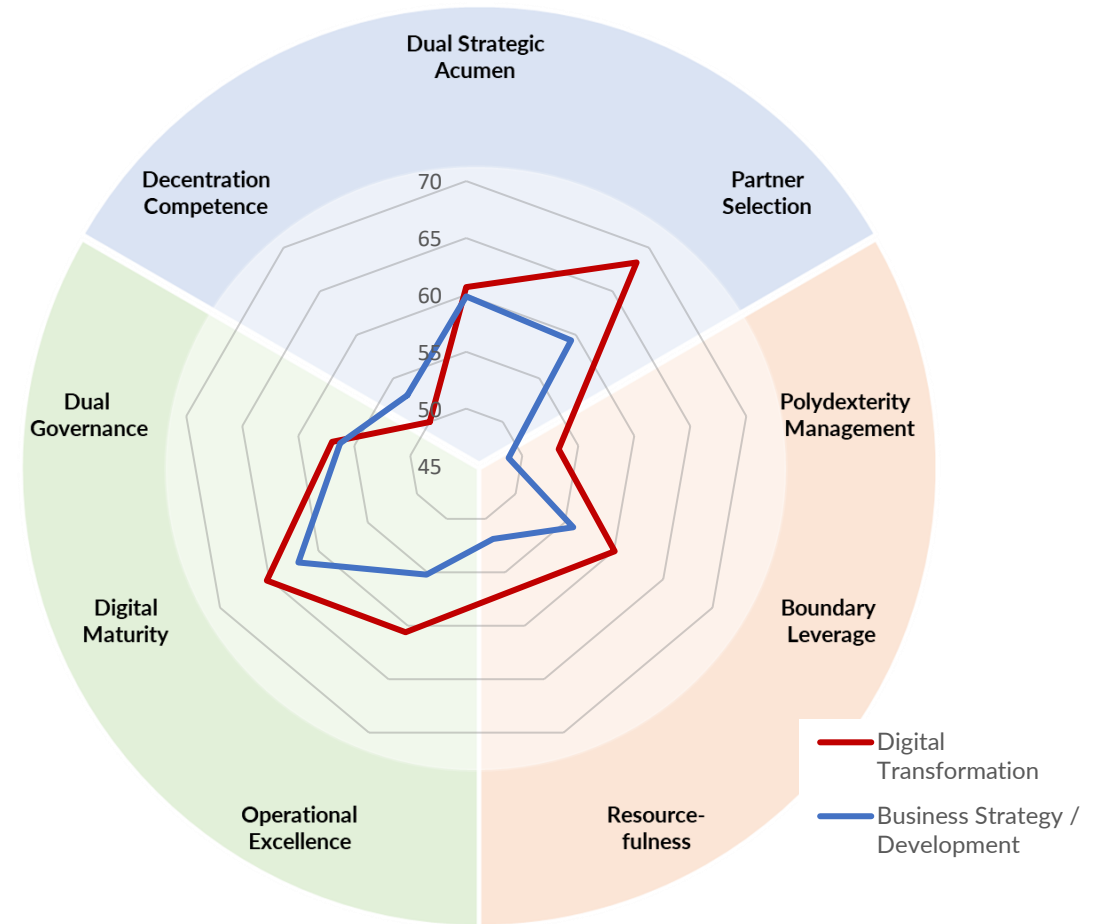 Dual Strategic
Acumen
Decentration
Competence
Partner
Selection
70
65
60
55
50
45
Dual
Governance
Polydexterity
Management
Digital
Maturity
Boundary
Leverage
Operational
Excellence
Resource-
fulness
Digital
Transformation
Business Strategy /
Development